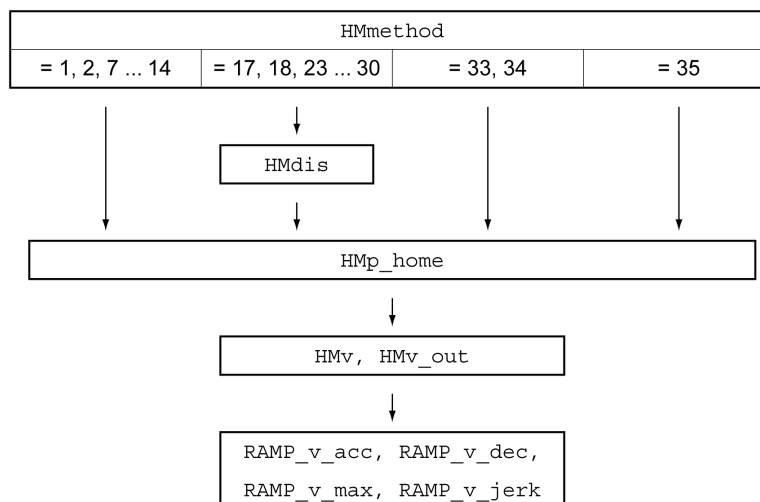 HMmethod
= 1, 2, 7 ... 14
= 17, 18, 23 ... 30
= 33, 34
= 35
HMdis
HMp_home
HMv, HMv_out
RAMP_v_acc, RAMP_v_dec,
RAMP_v_max, RAMP_v_jerk